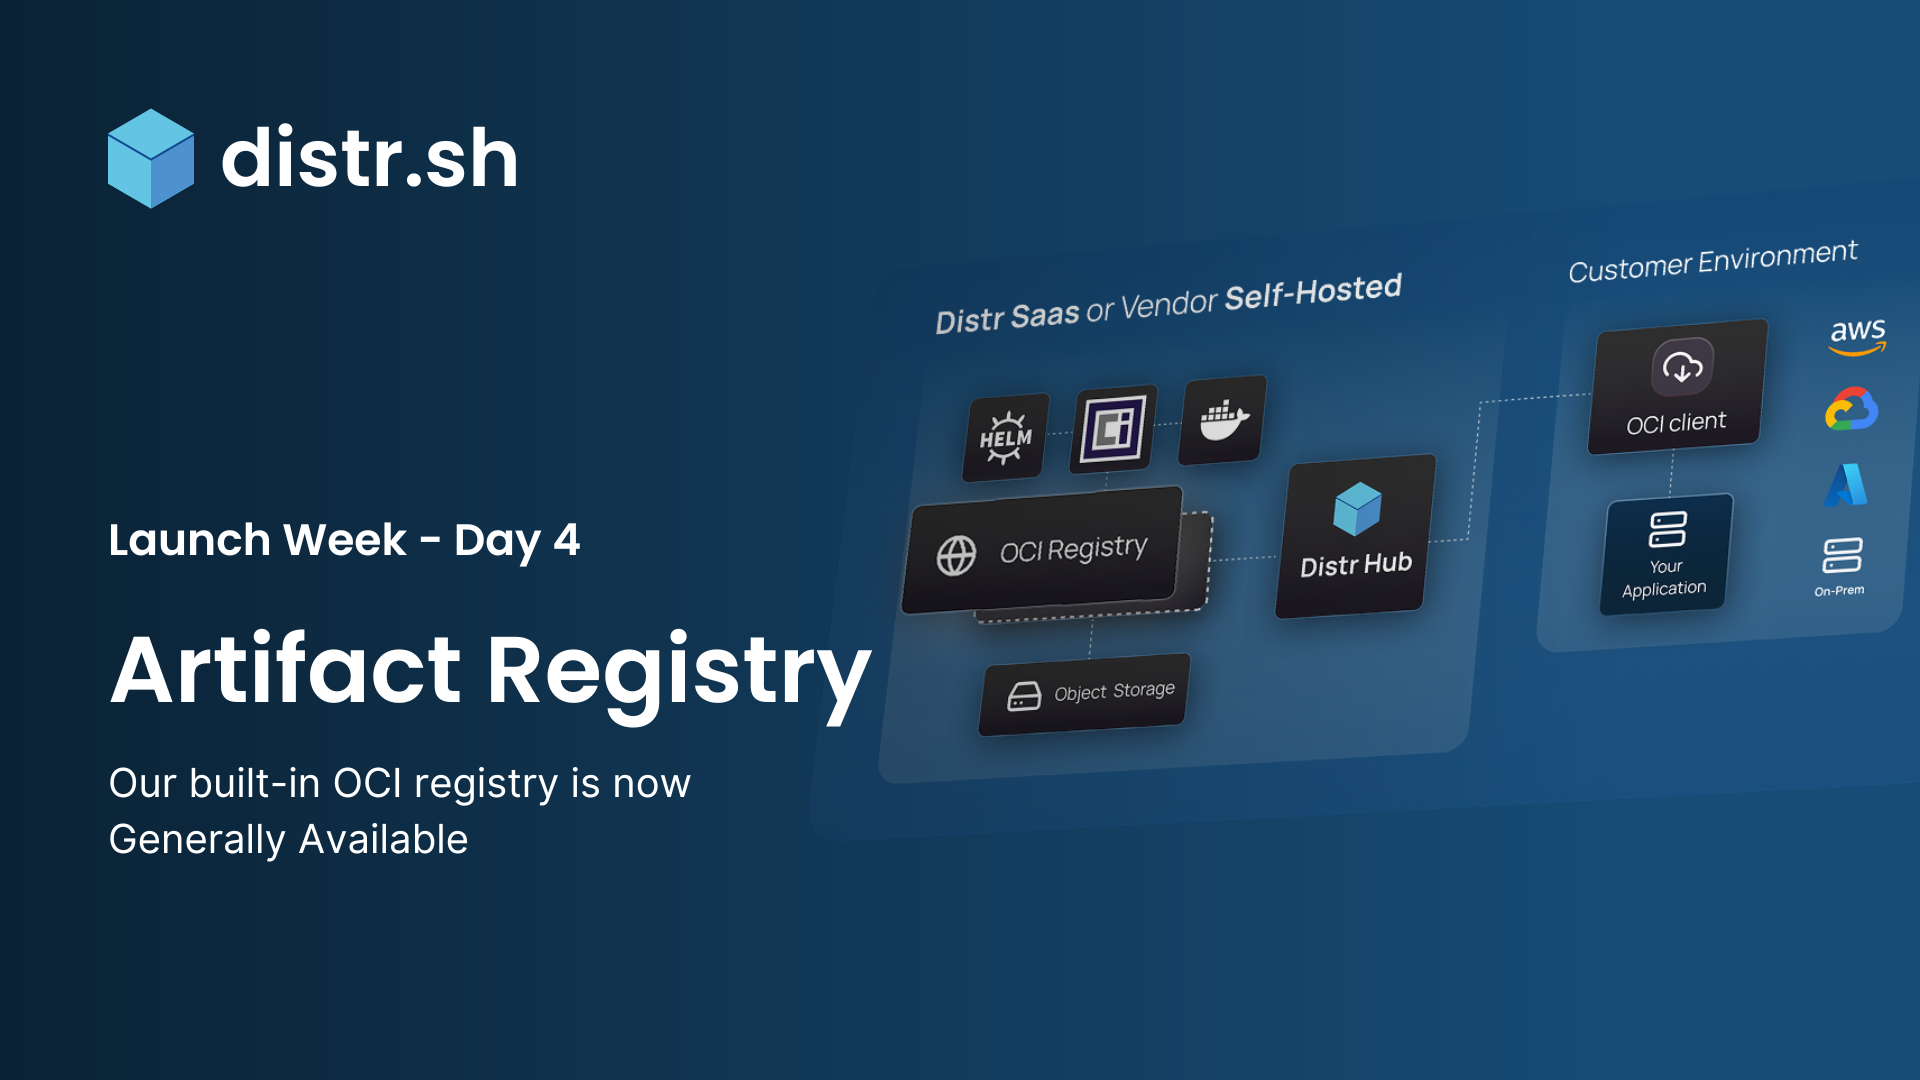 distr.sh
Launch Week - Day 4
Artifact Registry
Our built-in OCI registry is now
Generally Available
Distr Saas or Vendor Self-Hosted
HELM
OCI Registry
Object Storage
Distr Hub
Customer Environment
OCI client
Your
Application
aws
On-Prem